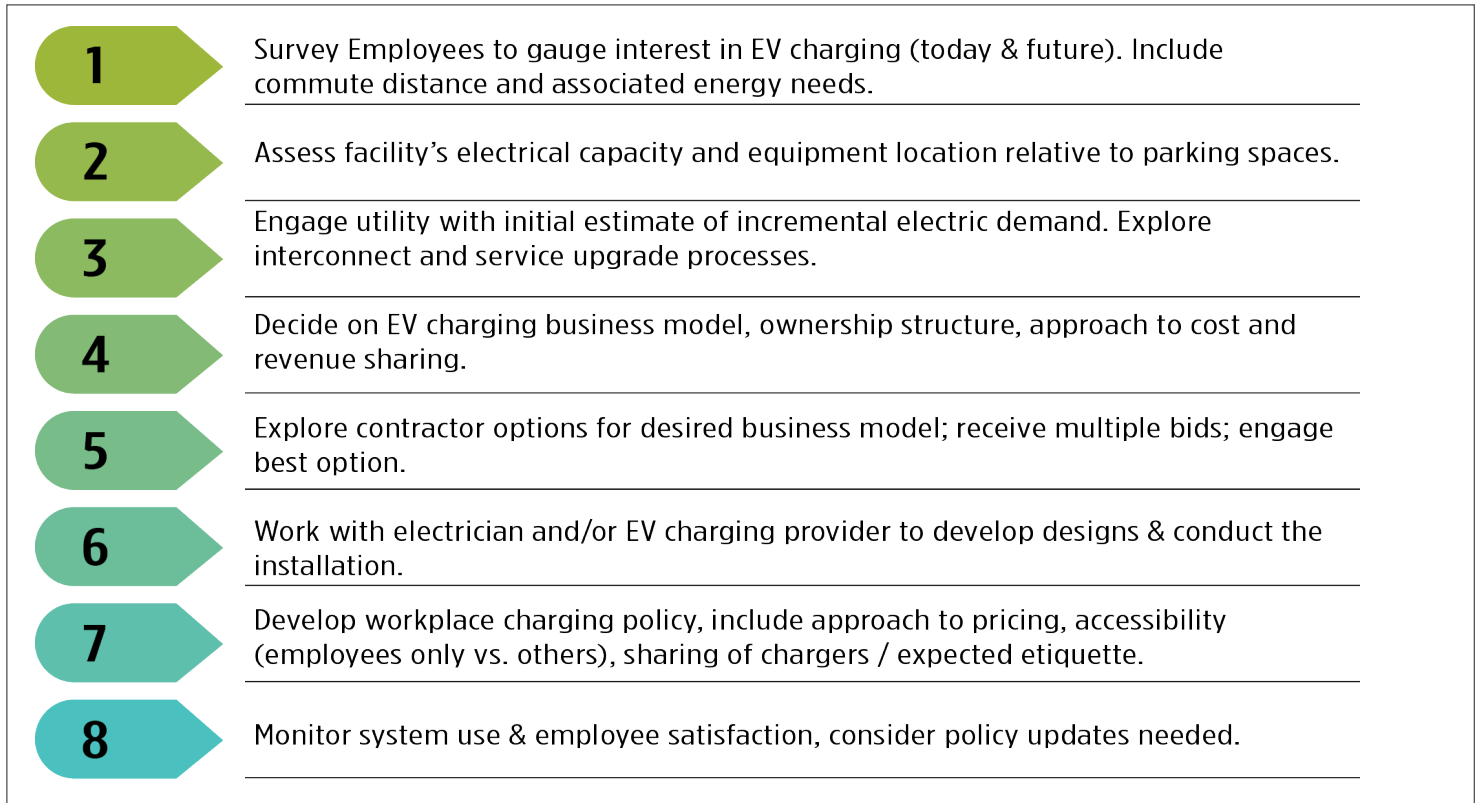 1
Survey Employees to gauge interest in EV charging (today & future). Include
commute distance and associated energy needs.
2
Assess facility's electrical capacity and equipment location relative to parking spaces.
3
Engage utility with initial estimate of incremental electric demand. Explore
interconnect and service upgrade processes.
4
Decide on EV charging business model, ownership structure, approach to cost and
revenue sharing.
5
Explore contractor options for desired business model; receive multiple bids; engage
best option.
6
Work with electrician and/or EV charging provider to develop designs & conduct the
installation.
7
Develop workplace charging policy, include approach to pricing, accessibility
(employees only vs. others), sharing of chargers / expected etiquette.
8
Monitor system use & employee satisfaction, consider policy updates needed.